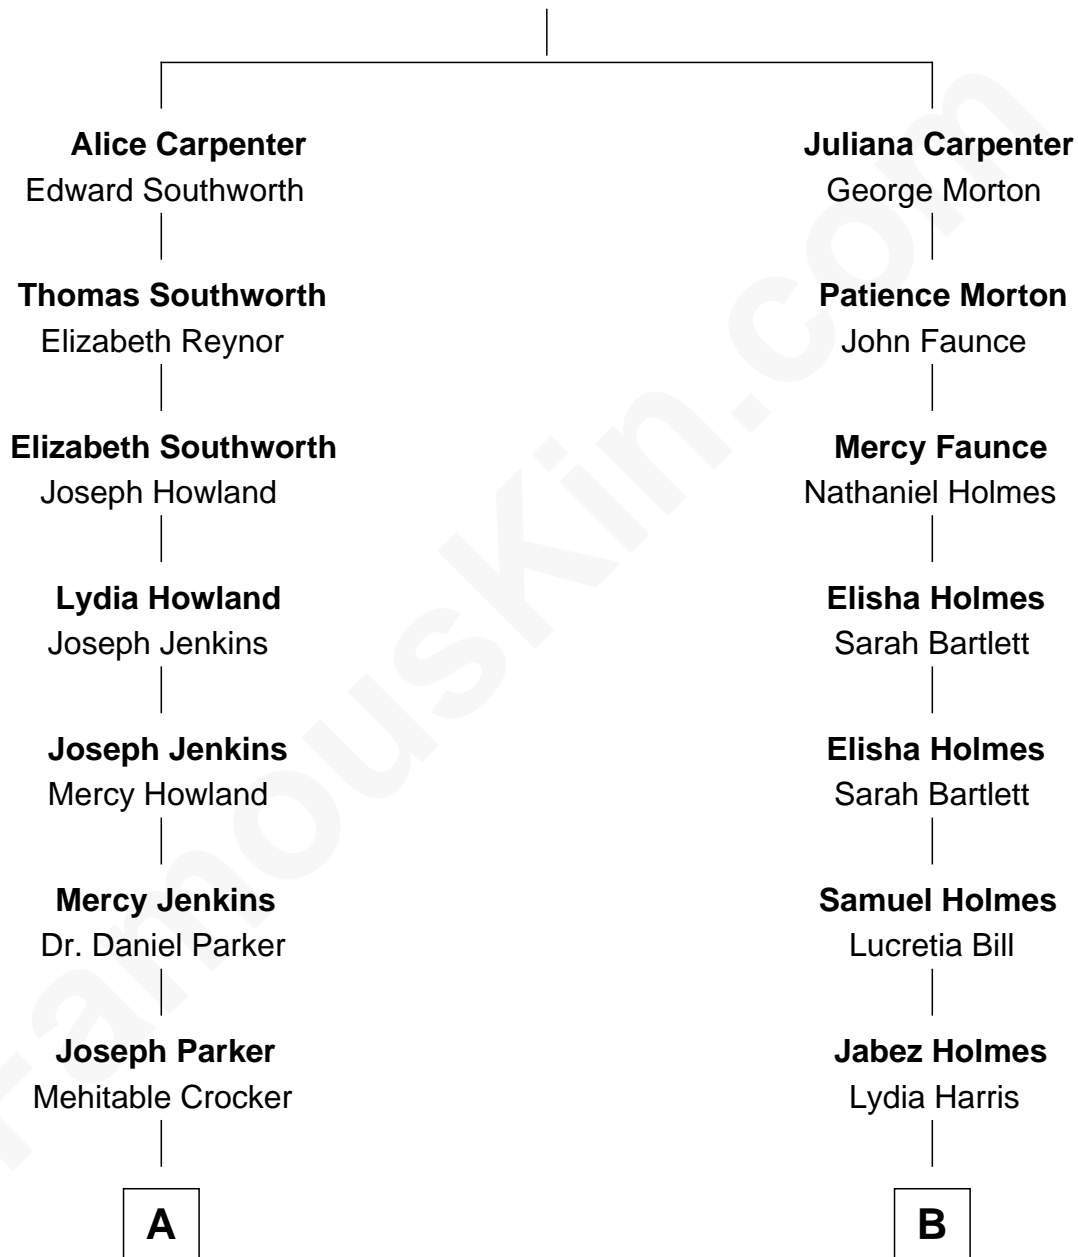 Alice Carpenter
Edward Southworth
Thomas Southworth
Elizabeth Reynor
Elizabeth Southworth
Joseph Howland
Lydia Howland
Joseph Jenkins
Joseph Jenkins
Mercy Howland
Mercy Jenkins
Dr. Daniel Parker
Joseph Parker
Mehitable Crocker
A
Juliana Carpenter
George Morton
Patience Morton
John Faunce
Mercy Faunce
Nathaniel Holmes
Elisha Holmes
Sarah Bartlett
Elisha Holmes
Sarah Bartlett
Samuel Holmes
Lucretia Bill
Jabez Holmes
Lydia Harris
B
FamousKin.com